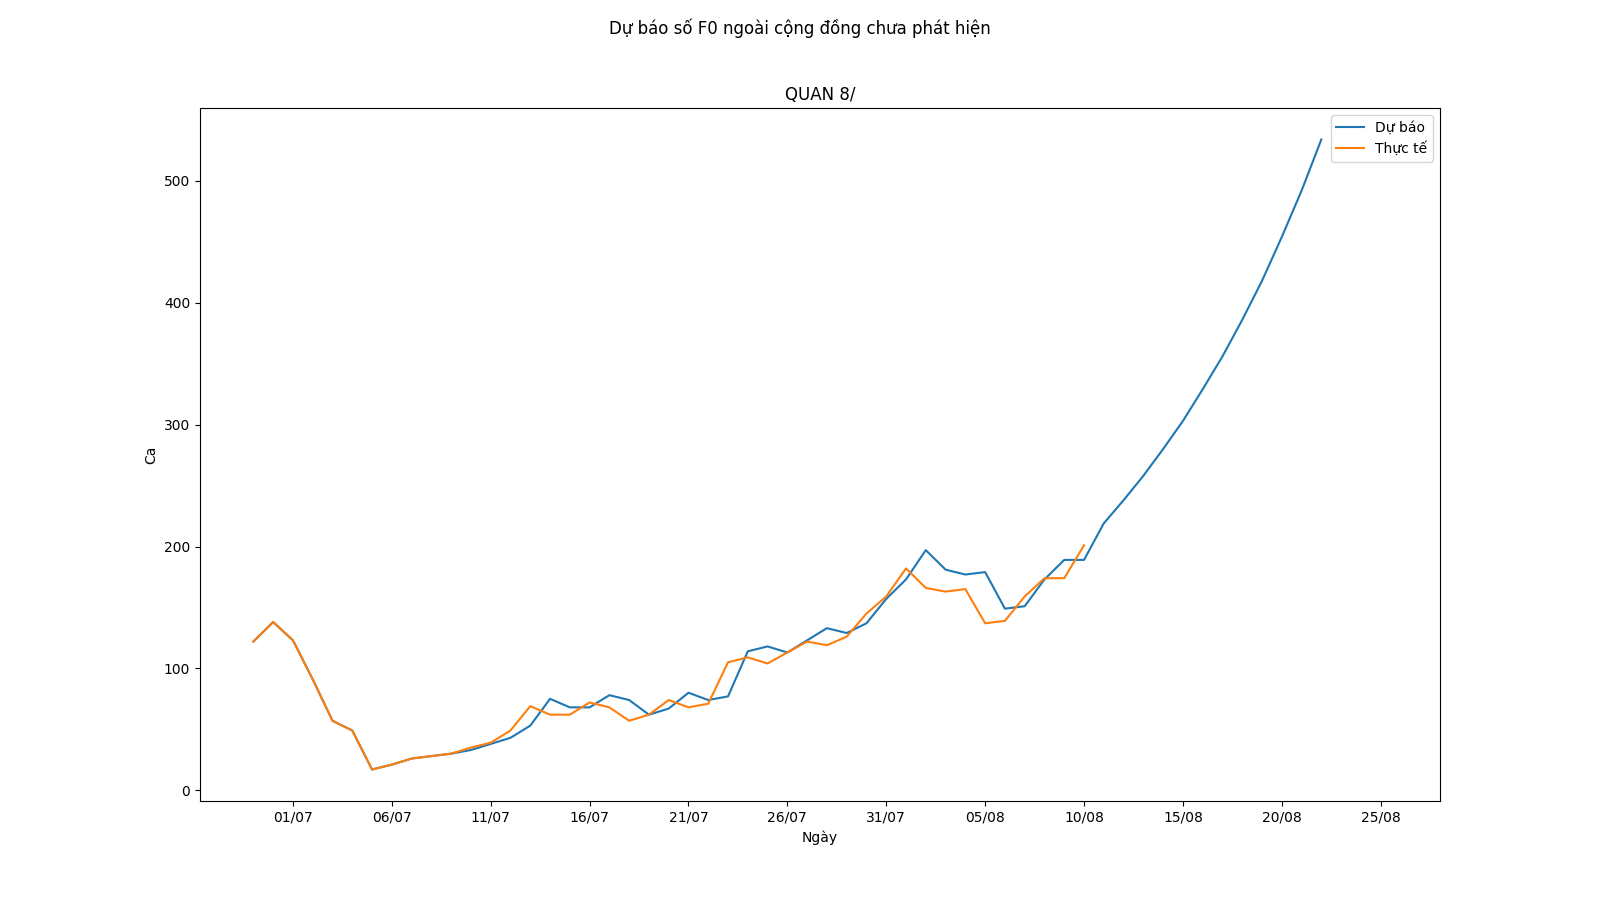 Dự báo số F0 ngoài cộng đồng chưa phát hiện
QUAN 8/
Dự báo
Thực tế
500
400
300
200
100
0
Ca
01/07 06/07 11/07 16/07 21/07 26/07 31/07 05/08 10/08 15/08 20/08 25/08
Ngày